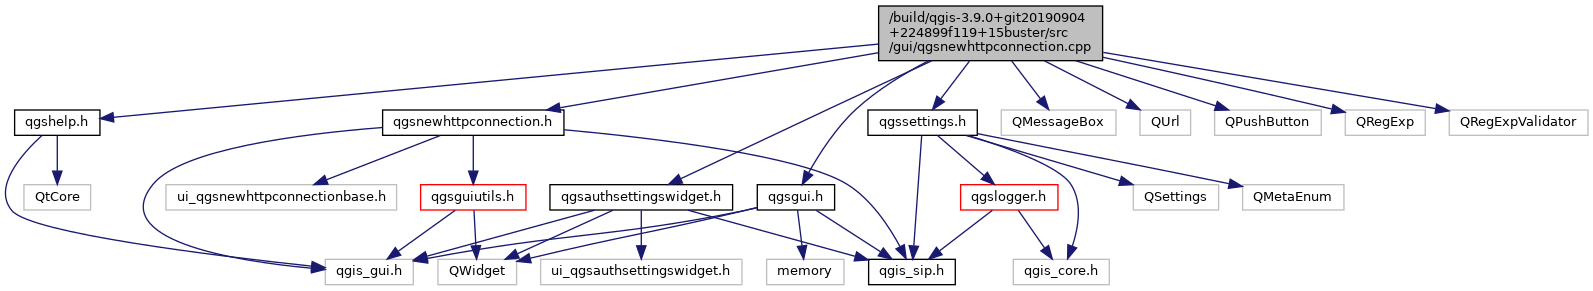 /build/qgis-3.9.0+git20190904
+224899f119+15buster/src
/gui/qgsnewhttpconnection.cpp
qgshelp.h
qgsnewhttpconnection.h
qgssettings.h
QMessageBox
QUrl
QPushButton
QRegExp
QRegExpValidator
QtCore
ui_qgsnewhttpconnectionbase.h
qgsguiutils.h
qgsauthsettingswidget.h
qgsgui.h
qgslogger.h
QSettings
QMetaEnum
qgis_gui.h
QWidget
ui_qgsauthsettingswidget.h
memory
qgis_sip.h
qgis_core.h